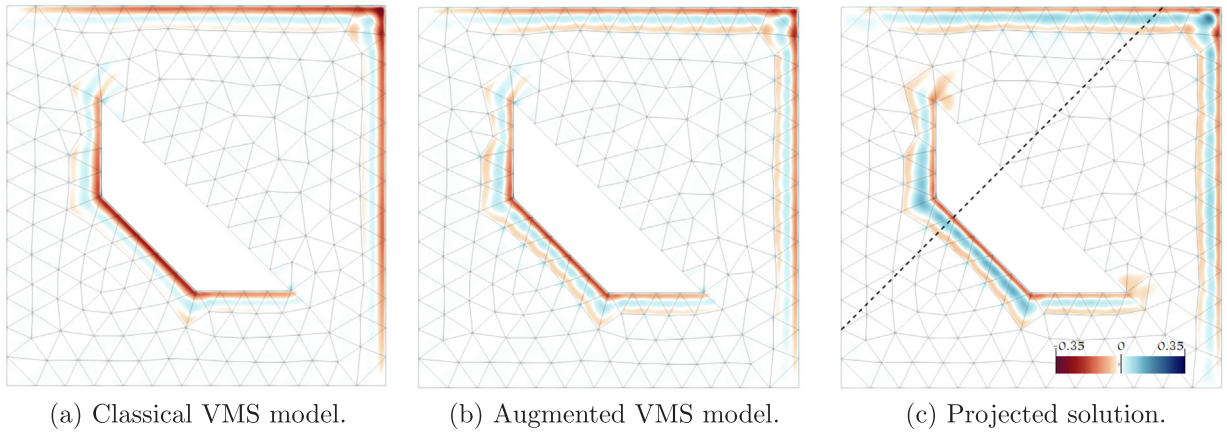 -0.35 0 0.35
(a) Classical VMS model.
(b) Augmented VMS model.
(c) Projected solution.